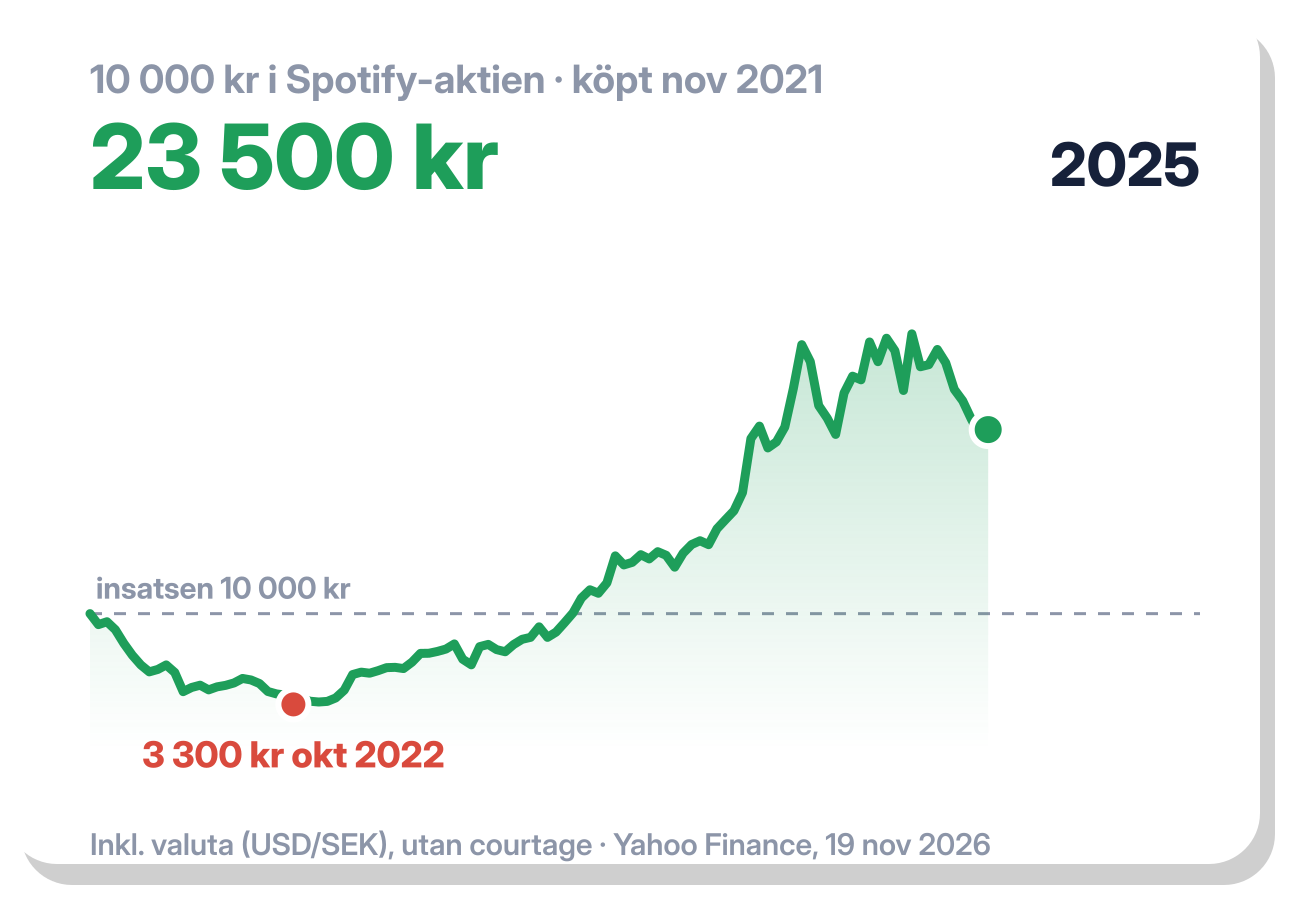 10 000 kr i Spotify-aktien · köpt nov 2021
23 500 kr
2025
insatsen 10 000 kr
3 300 kr okt 2022
Inkl. valuta (USD/SEK), utan courtage · Yahoo Finance, 19 nov 2026